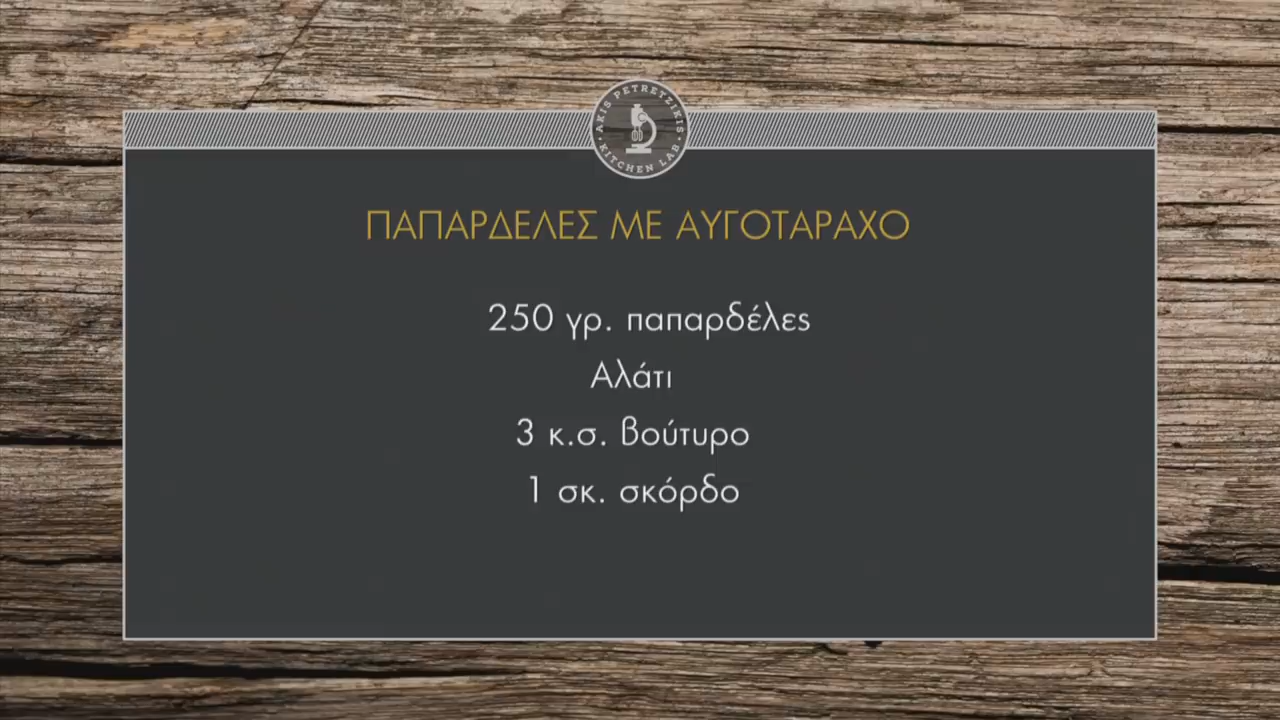 AKIS PETRETZIKIS
KITCHEN LAB
ΠΑΠΑΡΔΕΛΕΣ ΜΕ ΑΥΓΟΤΑΡΑΧΟ
250 γρ. παπαρδέλες
Αλάτι
3 κ.σ. βούτυρο
1 σκ. σκόρδο